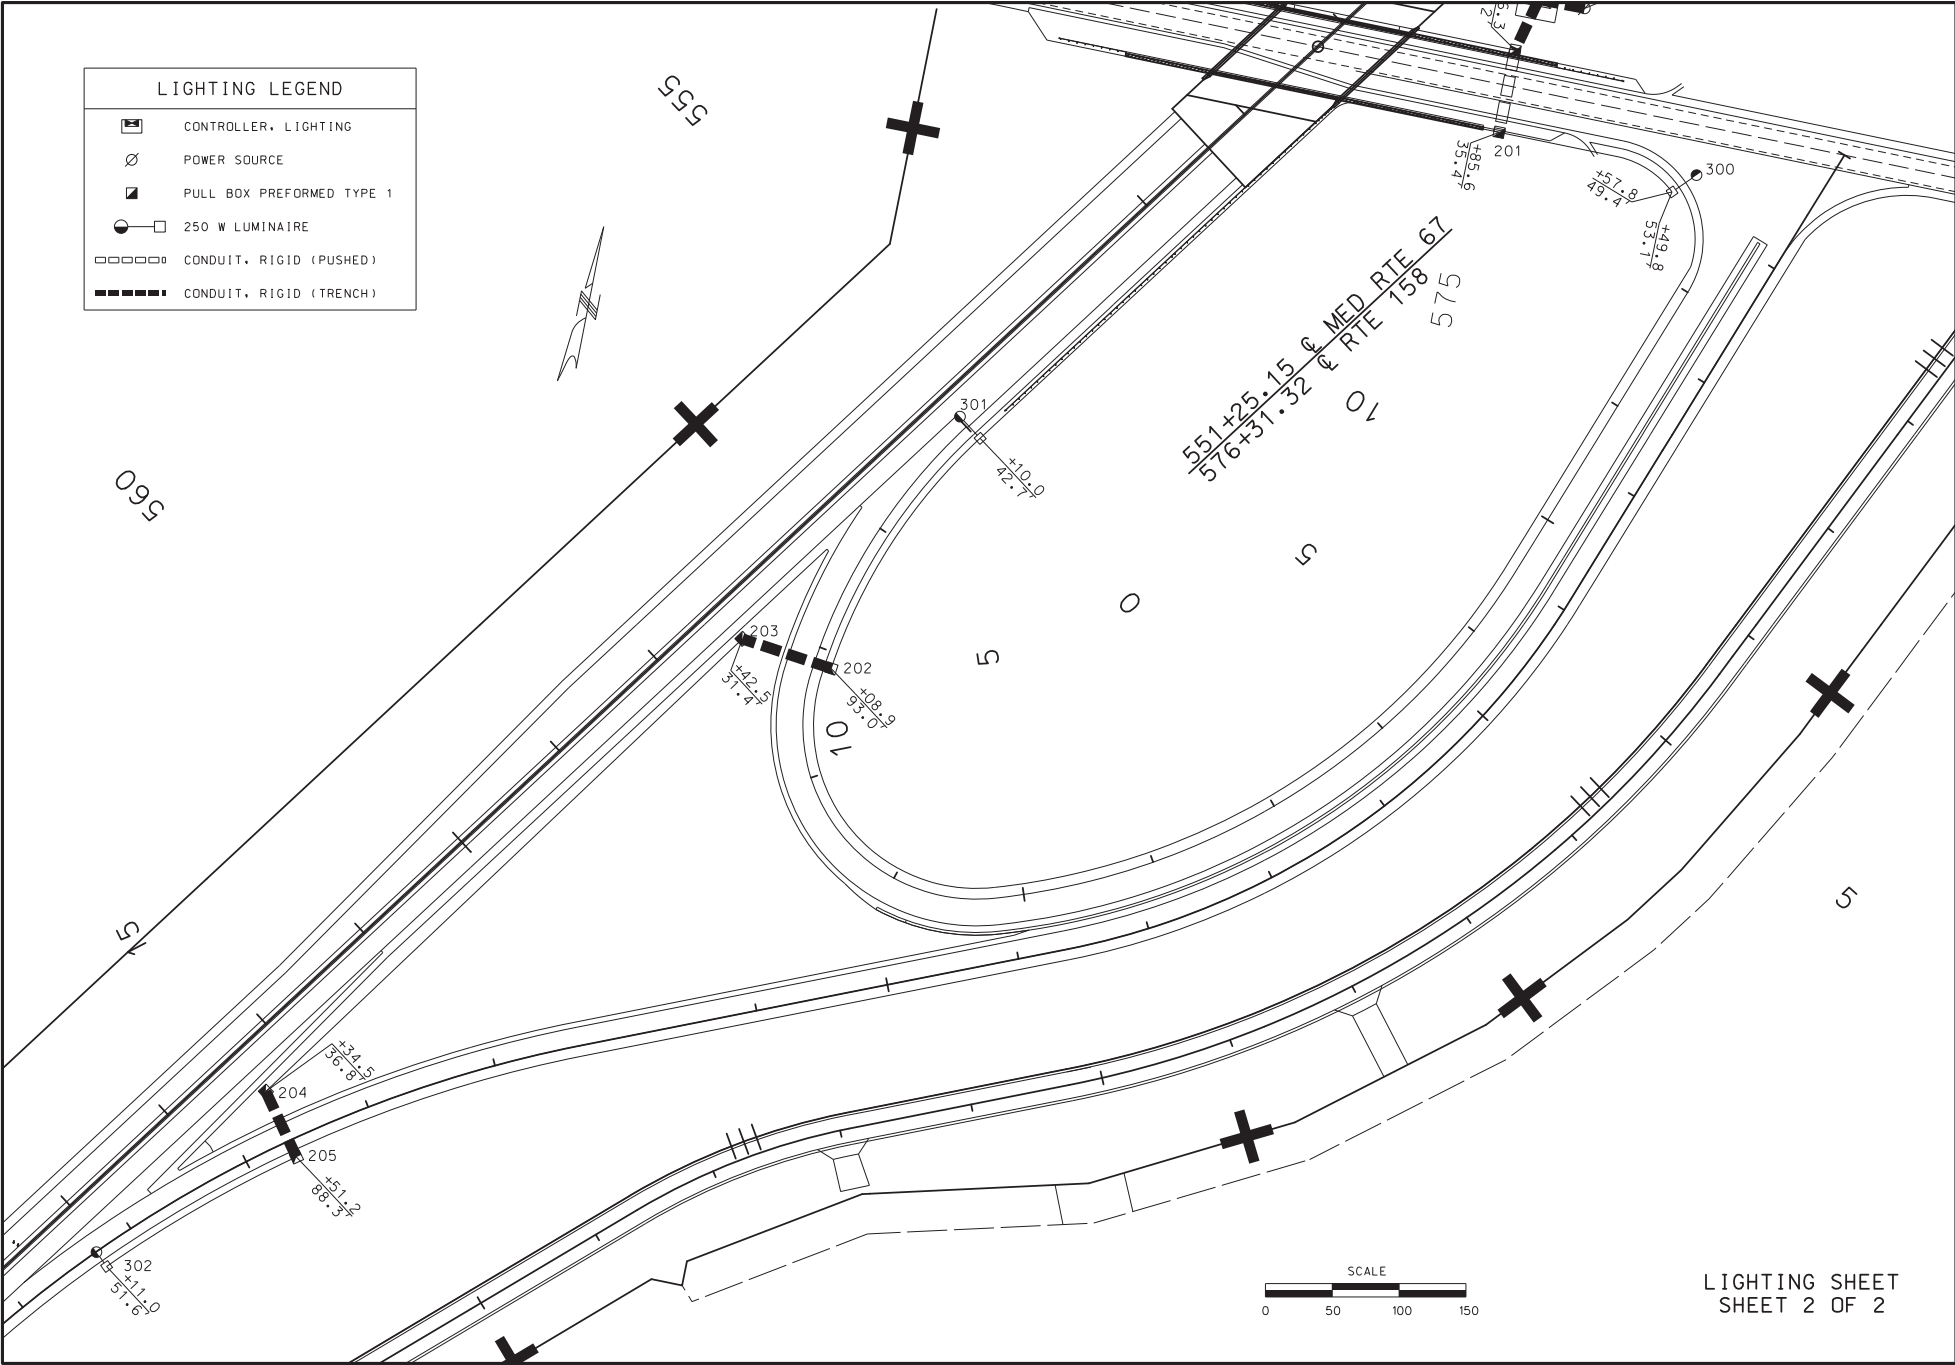 LIGHTING LEGEND
CONTROLLER, LIGHTING
POWER SOURCE
PULL BOX PREFORMED TYPE 1
250 W LUMINAIRE
CONDUIT, RIGID (PUSHED)
CONDUIT, RIGID (TRENCH)
555
201
+85.6
35.4'
300
+57.8
49.4'
+49.8
53.1'
551+25.15 ℄ MED RTE 67
576+31.32 ℄ RTE 158
575
10
301
+10.0
42.7'
560
5
0
5
203
+42.5
31.4'
202
+08.9
93.0'
10
15
5
204
+34.5
36.8'
205
+51.2
88.3'
302
+11.0
51.6'
SCALE
0 50 100 150
LIGHTING SHEET
SHEET 2 OF 2